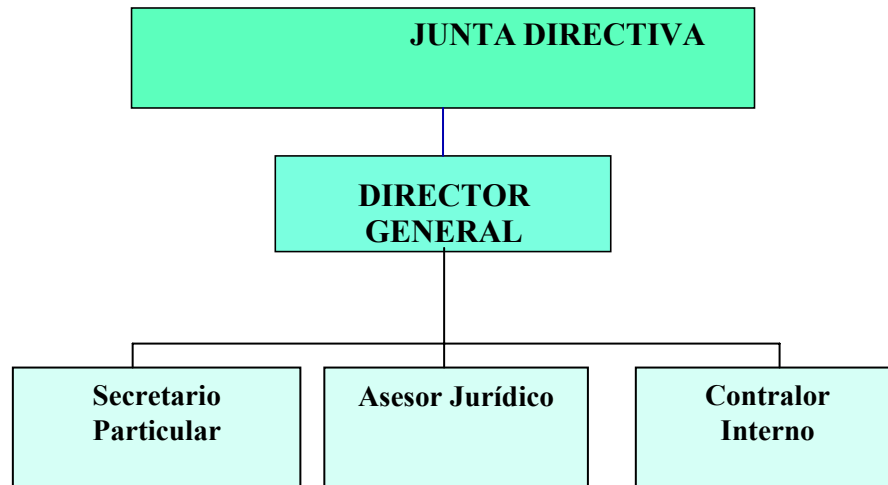 JUNTA DIRECTIVA
DIRECTOR
GENERAL
Secretario
Particular
Asesor Jurídico
Contralor
Interno